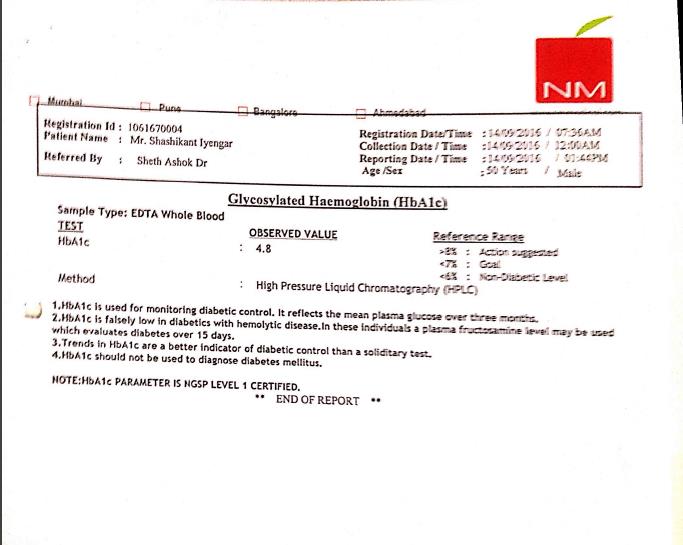 NM
Mumbai Pune Bangalore Ahmedabad
Registration Id : 1061670004
Patient Name : Mr. Shashikant Iyengar
Referred By : Sheth Ashok Dr
Registration Date/Time : 14/09/2016 / 07:36AM
Collection Date / Time : 14/09/2016 / 12:00AM
Reporting Date / Time : 14/09/2016 / 01:44PM
Age /Sex : 50 Years / Male
Glycosylated Haemoglobin (HbA1c)
Sample Type: EDTA Whole Blood
TEST OBSERVED VALUE Reference Range
HbA1c : 4.8 >8% : Action suggested
<7% : Goal
<6% : Non-Diabetic Level
Method : High Pressure Liquid Chromatography (HPLC)
1.HbA1c is used for monitoring diabetic control. It reflects the mean plasma glucose over three months.
2.HbA1c is falsely low in diabetics with hemolytic disease.In these individuals a plasma fructosamine level may be used
which evaluates diabetes over 15 days.
3.Trends in HbA1c are a better indicator of diabetic control than a soliditary test.
4.HbA1c should not be used to diagnose diabetes mellitus.
NOTE:HbA1c PARAMETER IS NGSP LEVEL 1 CERTIFIED.
** END OF REPORT **